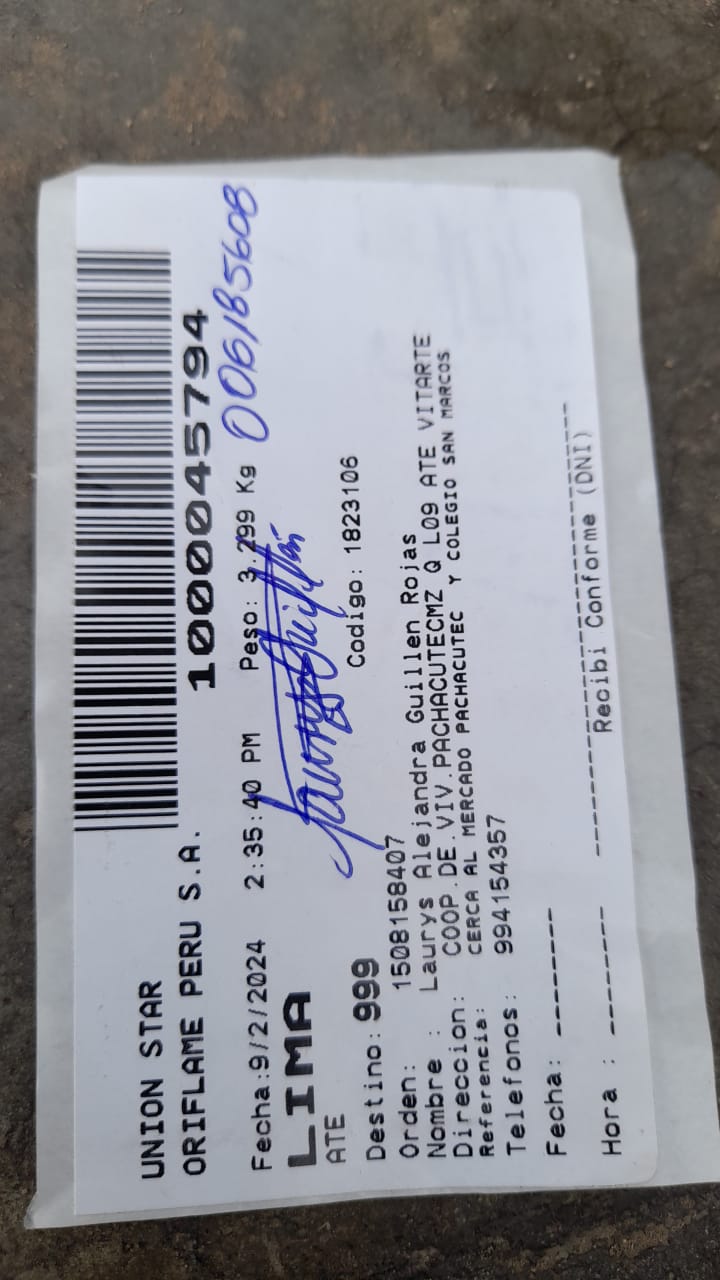 UNION STAR
ORIFLAME PERU S.A.
10000045794
Fecha:9/2/2024 2:35:40 PM Peso: 3.299 Kg
006185608
LIMA
ATE
Destino: 999 Codigo: 1823106
Orden: 1508158407
Nombre : Laurys Alejandra Guillen Rojas
Direccion: COOP.DE.VIV.PACHACUTECMZ Q L09 ATE VITARTE
Referencia: CERCA AL MERCADO PACHACUTEC Y COLEGIO SAN MARCOS
Telefonos: 994154357
Fecha: --------
Hora : --------
Recibi Conforme (DNI)